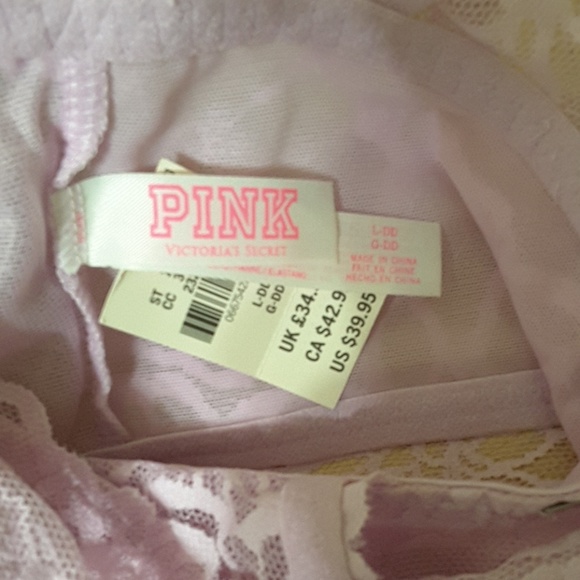 PINK
VICTORIA'S SECRET
L-DD
G-DD
MADE IN CHINA
FAIT EN CHINE
HECHO EN CHINA
ST
CC
L-DD
G-DD
UK £34.
CA $42.9
US $39.95